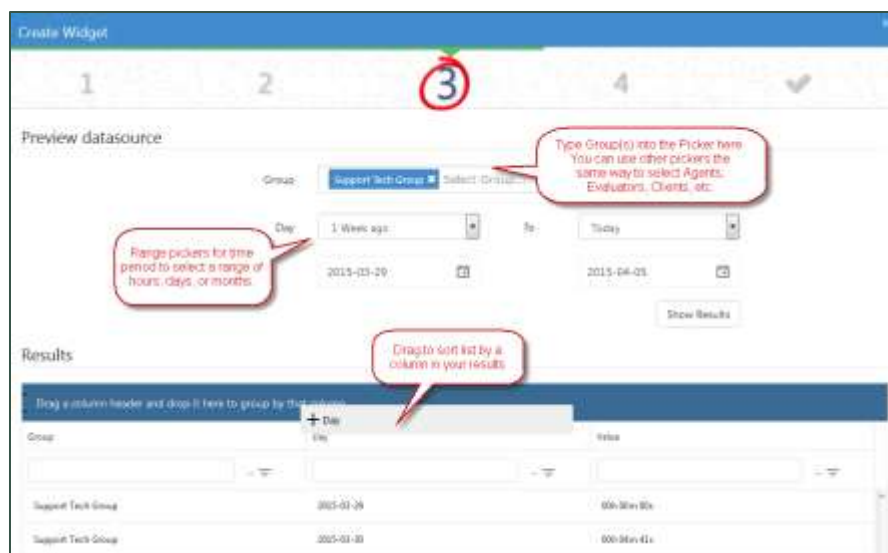 Create Widget
1 2 3 4
Preview datasource
Type Group(s) into the Picker here.
You can use other pickers the
same way to select Agents,
Evaluators, Clients, etc.
Group Support Tech Group Select Group...
Day 1 Week ago To Today
Range pickers for time
period to select a range of
hours, days, or months.
2015-03-29 2015-04-05
Show Results
Results
Drag to sort list by a
column in your results
Drag a column header and drop it here to group by that column
Day
Group Day Value
Support Tech Group 2015-03-29
Support Tech Group 2015-03-30